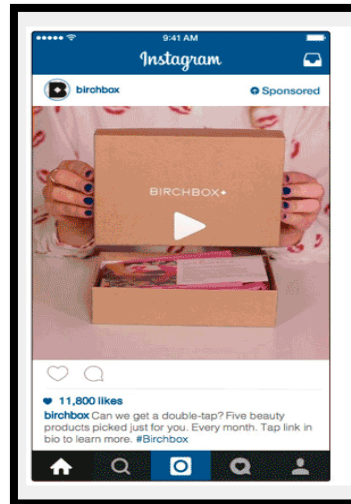 9:41 AM
Instagram
birchbox
Sponsored
BIRCHBOX+
11,800 likes
birchbox Can we get a double-tap? Five beauty
products picked just for you. Every month. Tap link in
bio to learn more. #Birchbox